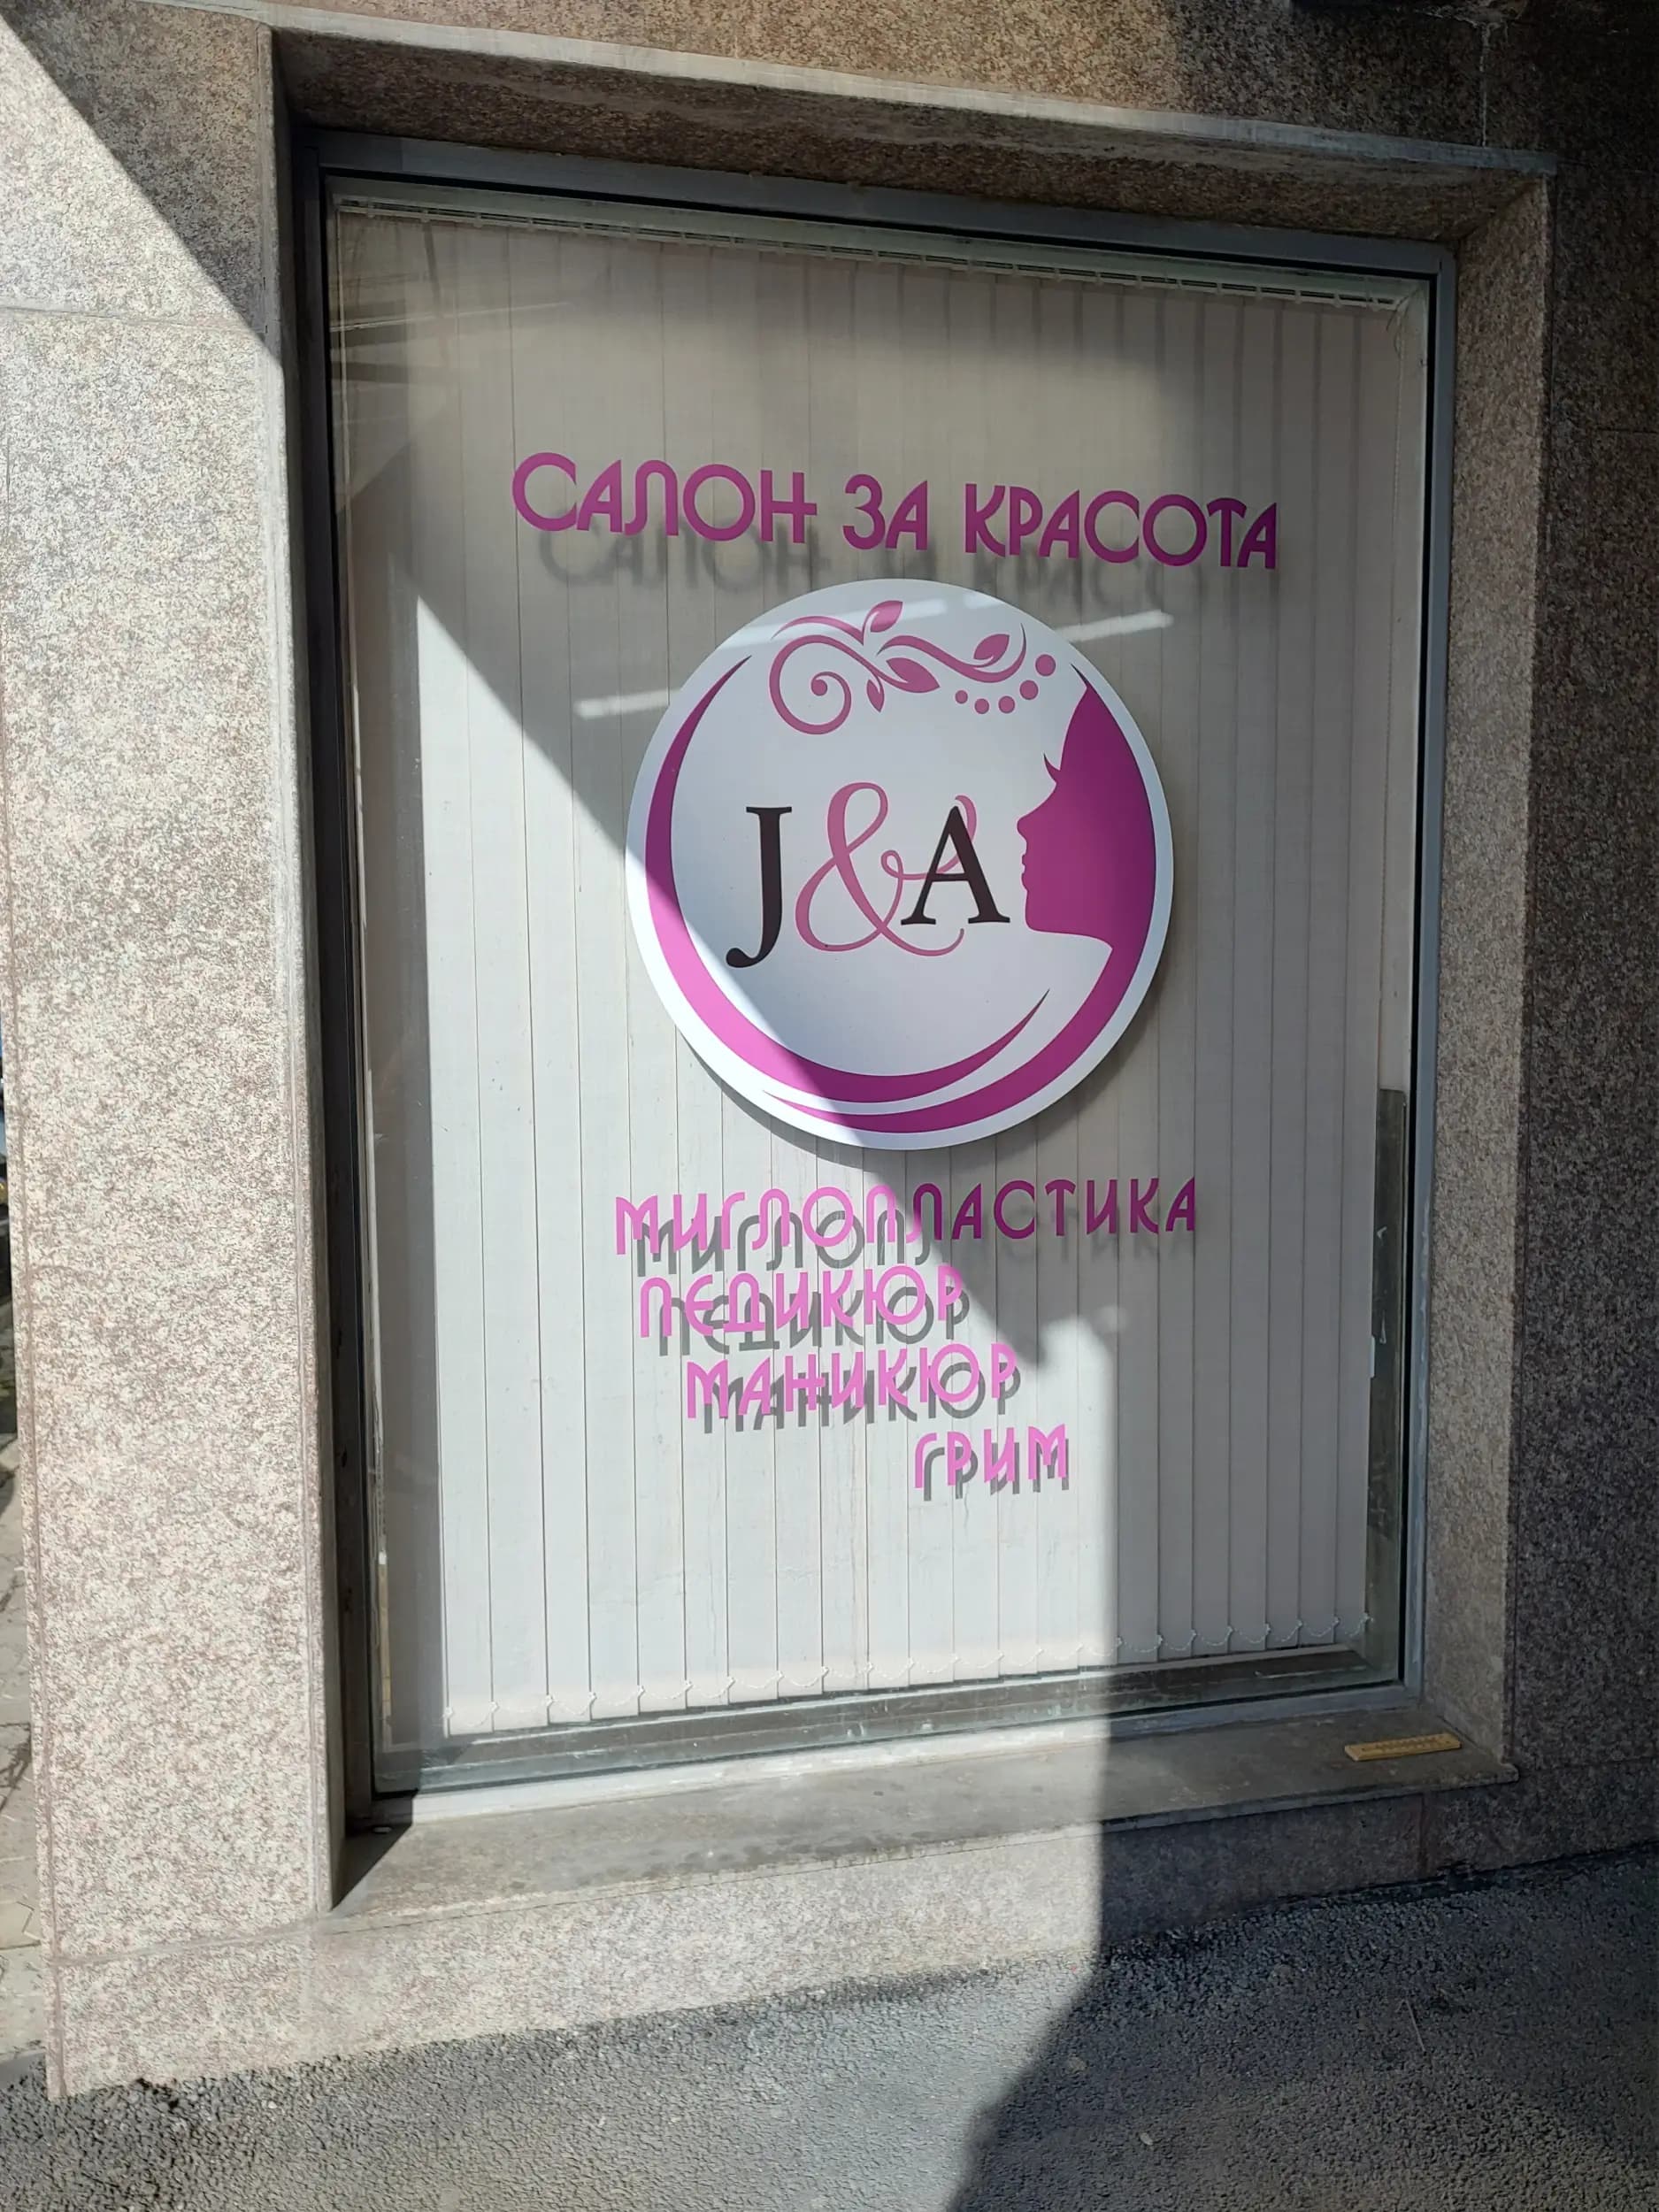 САЛОН ЗА КРАСОТА
J&A
МИГЛОПЛАСТИКА
ПЕДИКЮР
МАНИКЮР
ГРИМ